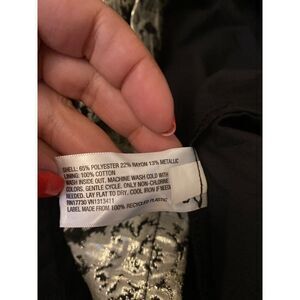 SHELL: 65% POLYESTER 22% RAYON 13% METALLIC
LINING: 100% COTTON
WASH INSIDE OUT, MACHINE WASH COLD WITH
COLORS, GENTLE CYCLE. ONLY NON-CHLORINE
NEEDED. LAY FLAT TO DRY, COOL IRON IF NEEDED
RN17730 VN1313411
LABEL MADE FROM 100% RECYCLED PLASTIC